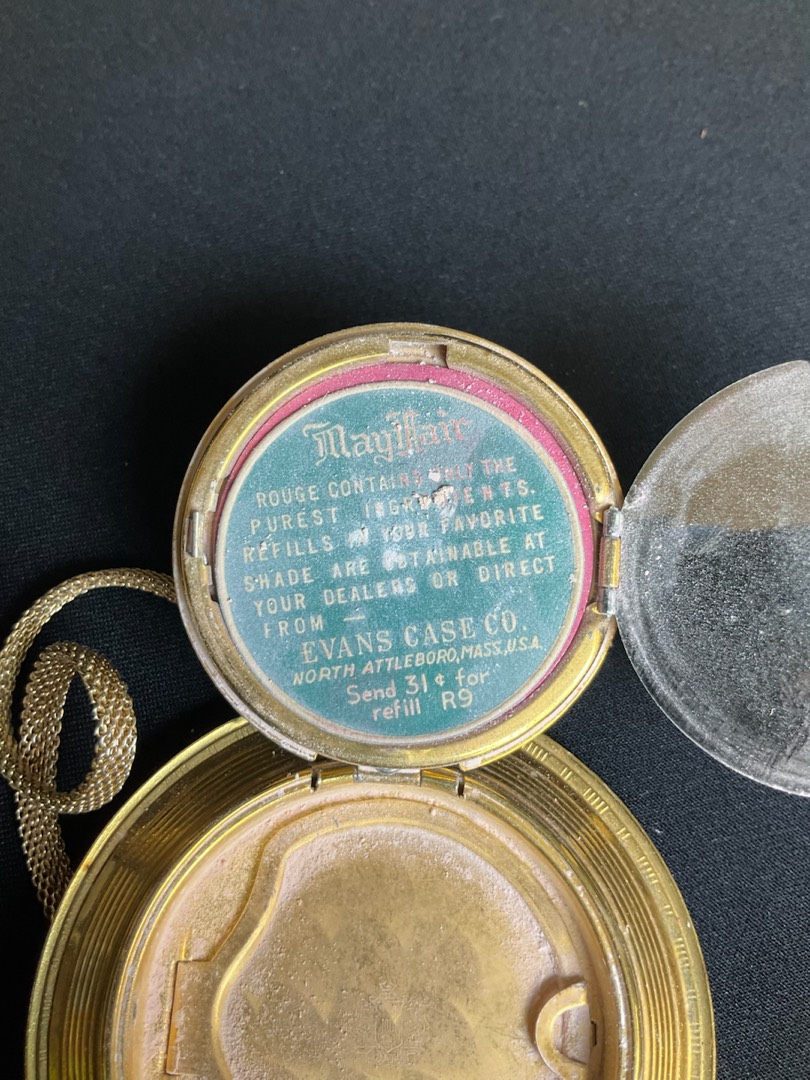 MayFair
ROUGE CONTAINS ONLY THE
PUREST INGREDIENTS.
REFILLS IN YOUR FAVORITE
SHADE ARE OBTAINABLE AT
YOUR DEALERS OR DIRECT
FROM —
EVANS CASE CO.
NORTH ATTLEBORO, MASS., U.S.A.
Send 31 ¢ for
refill R9